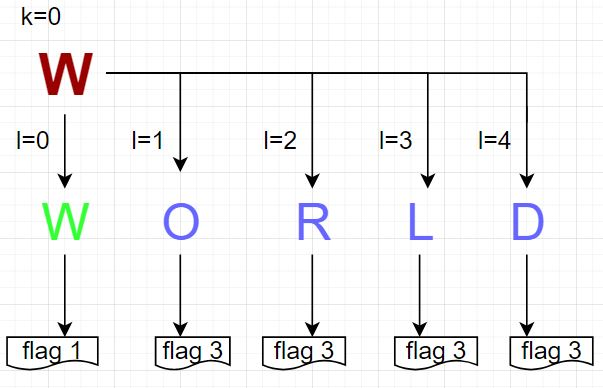 k=0
W
l=0 l=1 l=2 l=3 l=4
W O R L D
flag 1 flag 3 flag 3 flag 3 flag 3